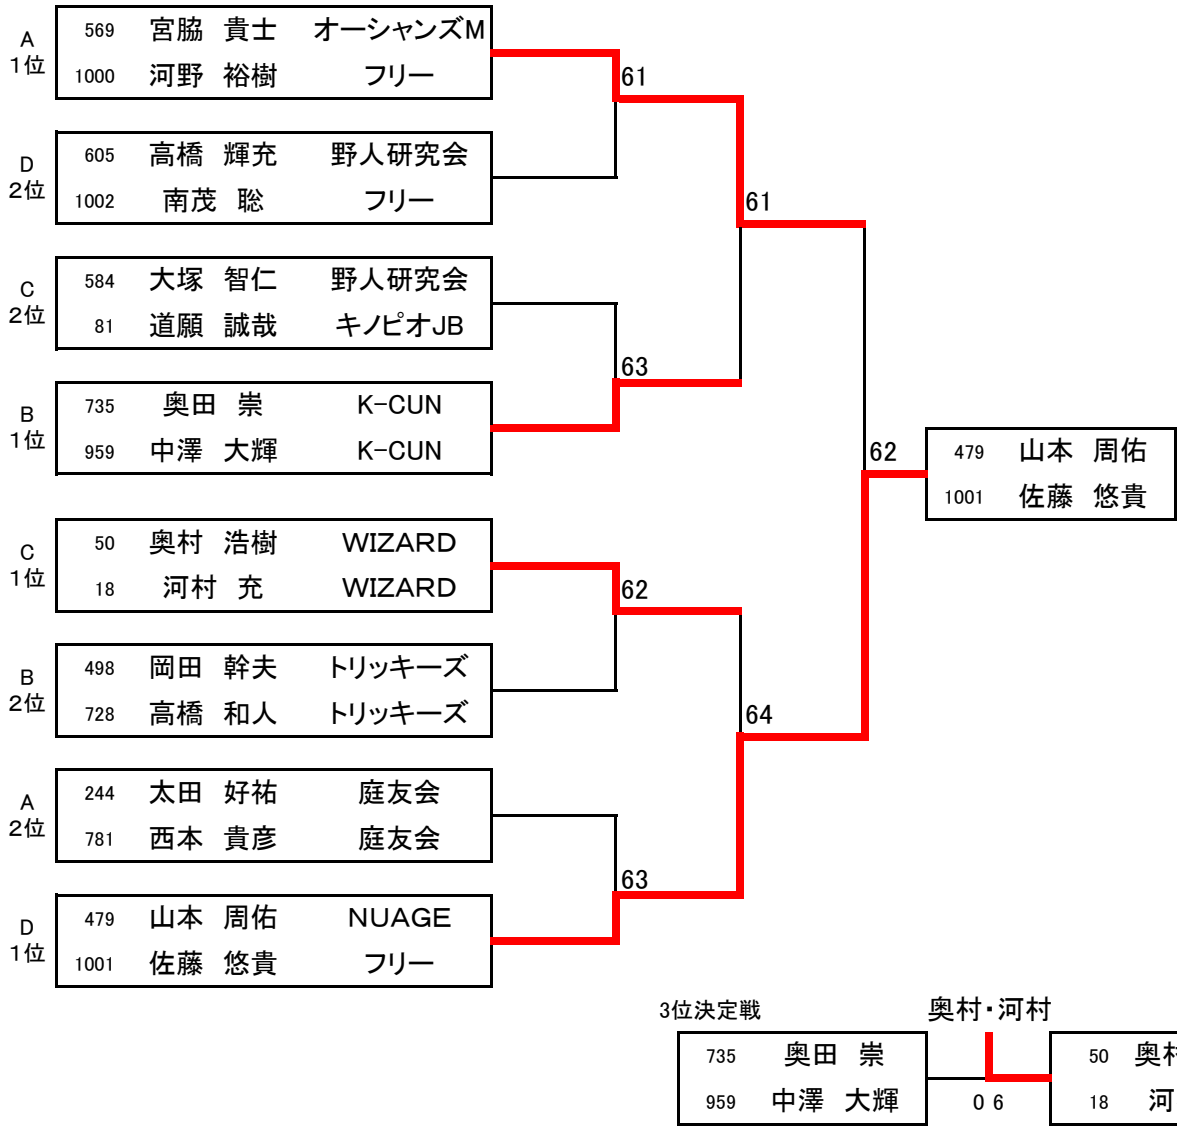 A
1位
569 宮脇 貴士 オーシャンズM
1000 河野 裕樹 フリー
61
D
2位
605 高橋 輝充 野人研究会
1002 南茂 聡 フリー
61
C
2位
584 大塚 智仁 野人研究会
81 道願 誠哉 キノピオJB
63
B
1位
735 奥田 崇 K-CUN
959 中澤 大輝 K-CUN
62
479 山本 周佑
1001 佐藤 悠貴
C
1位
50 奥村 浩樹 WIZARD
18 河村 充 WIZARD
62
B
2位
498 岡田 幹夫 トリッキーズ
728 高橋 和人 トリッキーズ
64
A
2位
244 太田 好祐 庭友会
781 西本 貴彦 庭友会
63
D
1位
479 山本 周佑 NUAGE
1001 佐藤 悠貴 フリー
3位決定戦 奥村・河村
735 奥田 崇
959 中澤 大輝
0 6
50 奥村
18 河